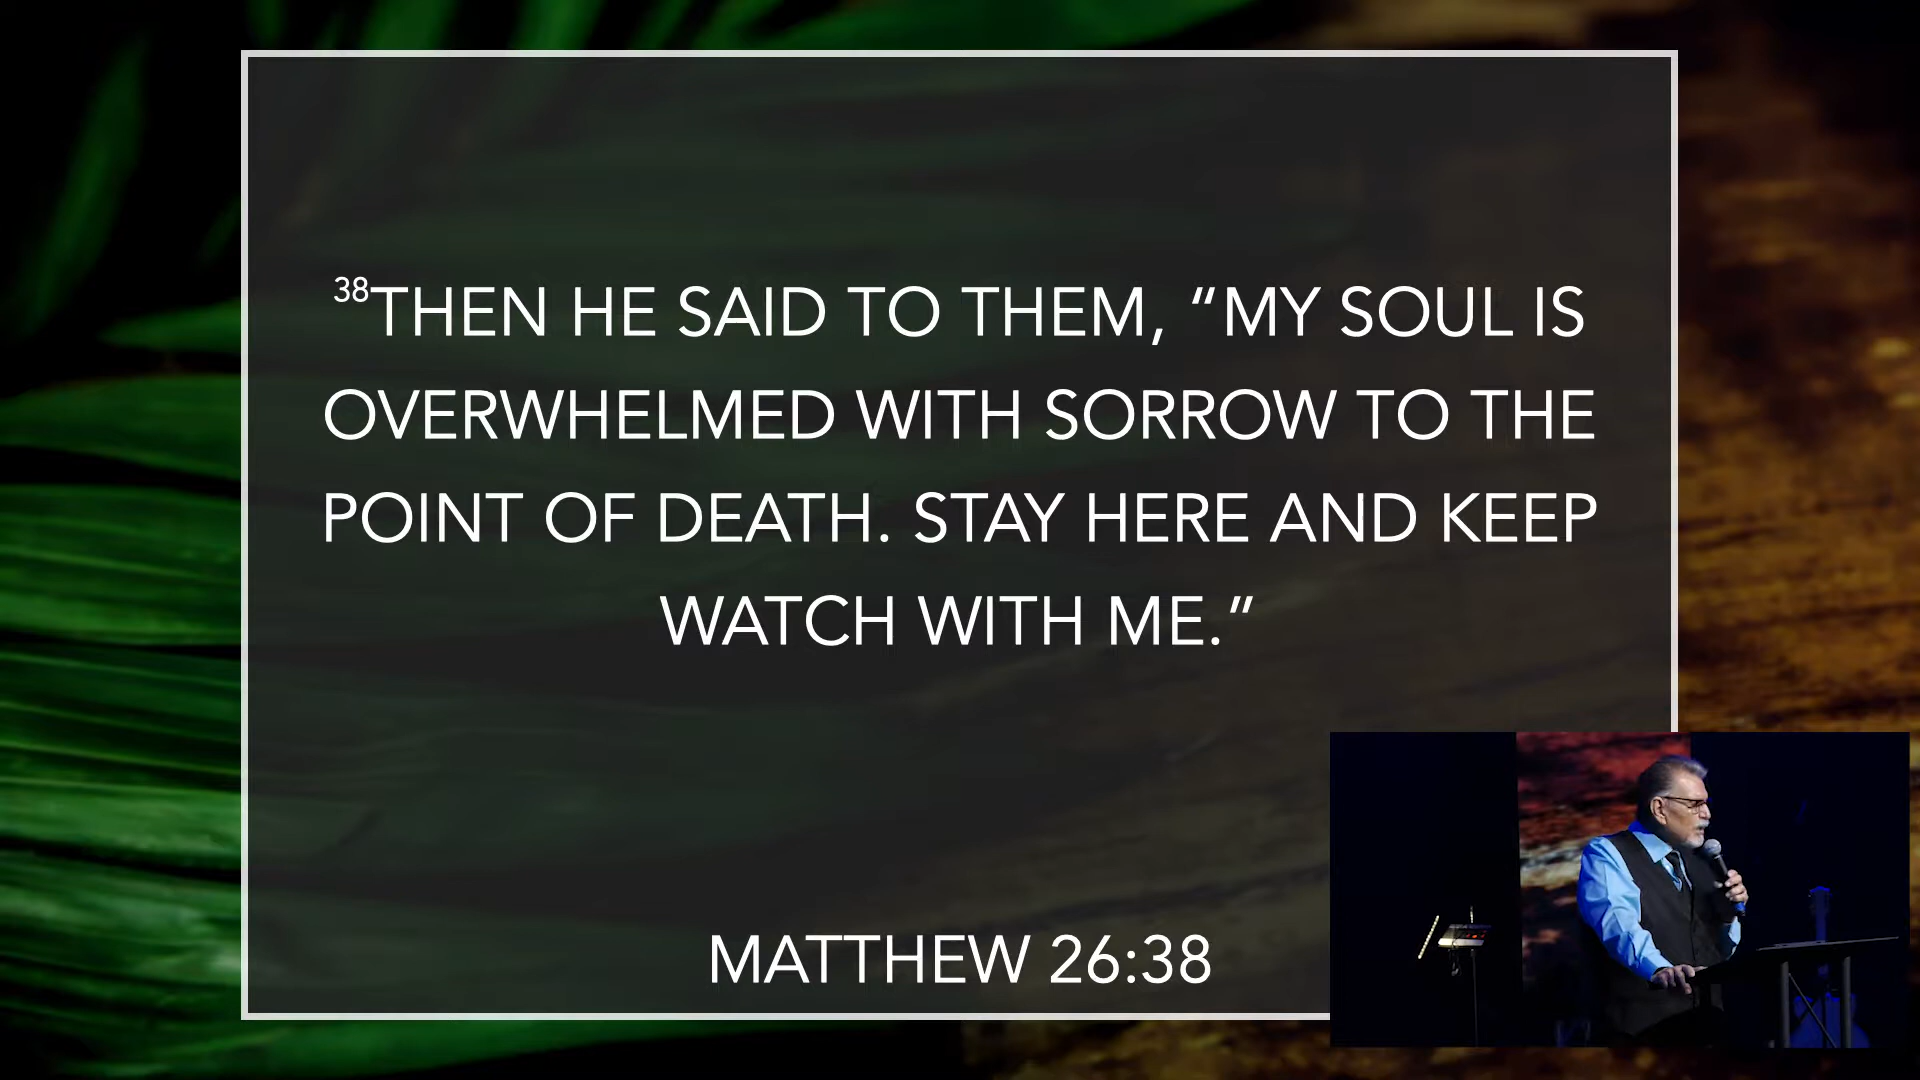 38THEN HE SAID TO THEM, “MY SOUL IS
OVERWHELMED WITH SORROW TO THE
POINT OF DEATH. STAY HERE AND KEEP
WATCH WITH ME.”
MATTHEW 26:38